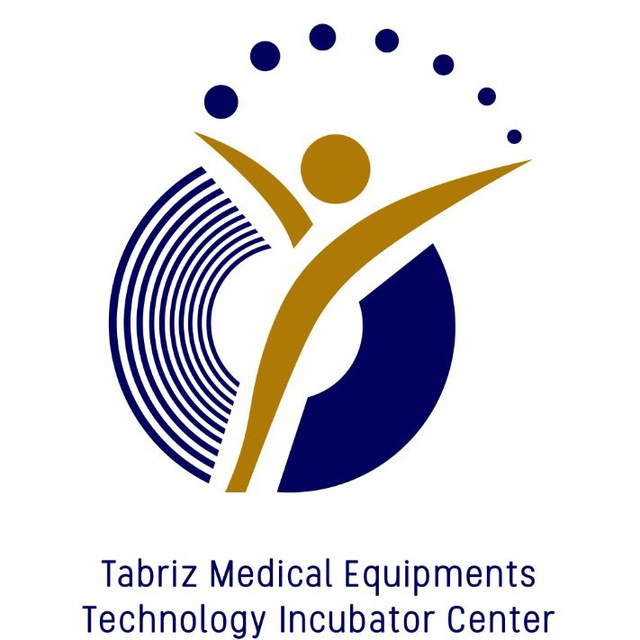 Tabriz Medical Equipments
Technology Incubator Center